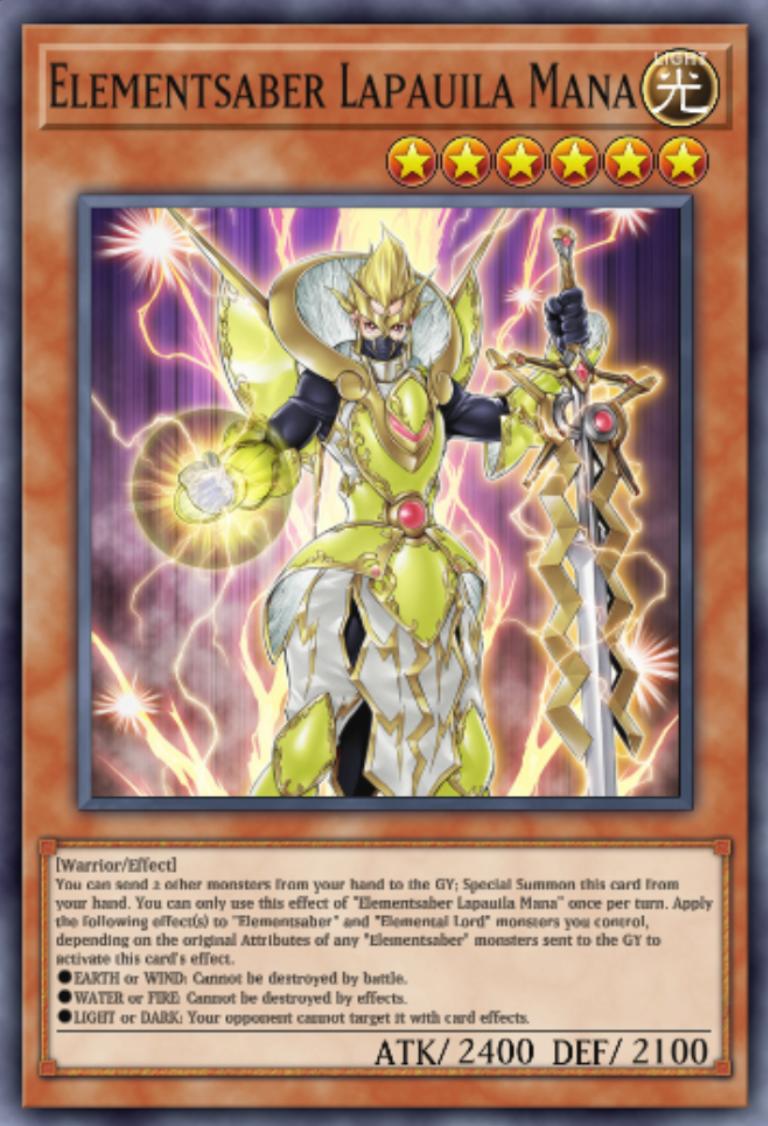 ELEMENTSABER LAPAUILA MANA
LIGHT
光
[Warrior/Effect]
You can send 2 other monsters from your hand to the GY; Special Summon this card from
your hand. You can only use this effect of "Elementsaber Lapauila Mana" once per turn. Apply
the following effect(s) to "Elementsaber" and "Elemental Lord" monsters you control,
depending on the original Attributes of any "Elementsaber" monsters sent to the GY to
activate this card's effect.
●EARTH or WIND: Cannot be destroyed by battle.
●WATER or FIRE: Cannot be destroyed by effects.
●LIGHT or DARK: Your opponent cannot target it with card effects.
ATK/ 2400 DEF/ 2100